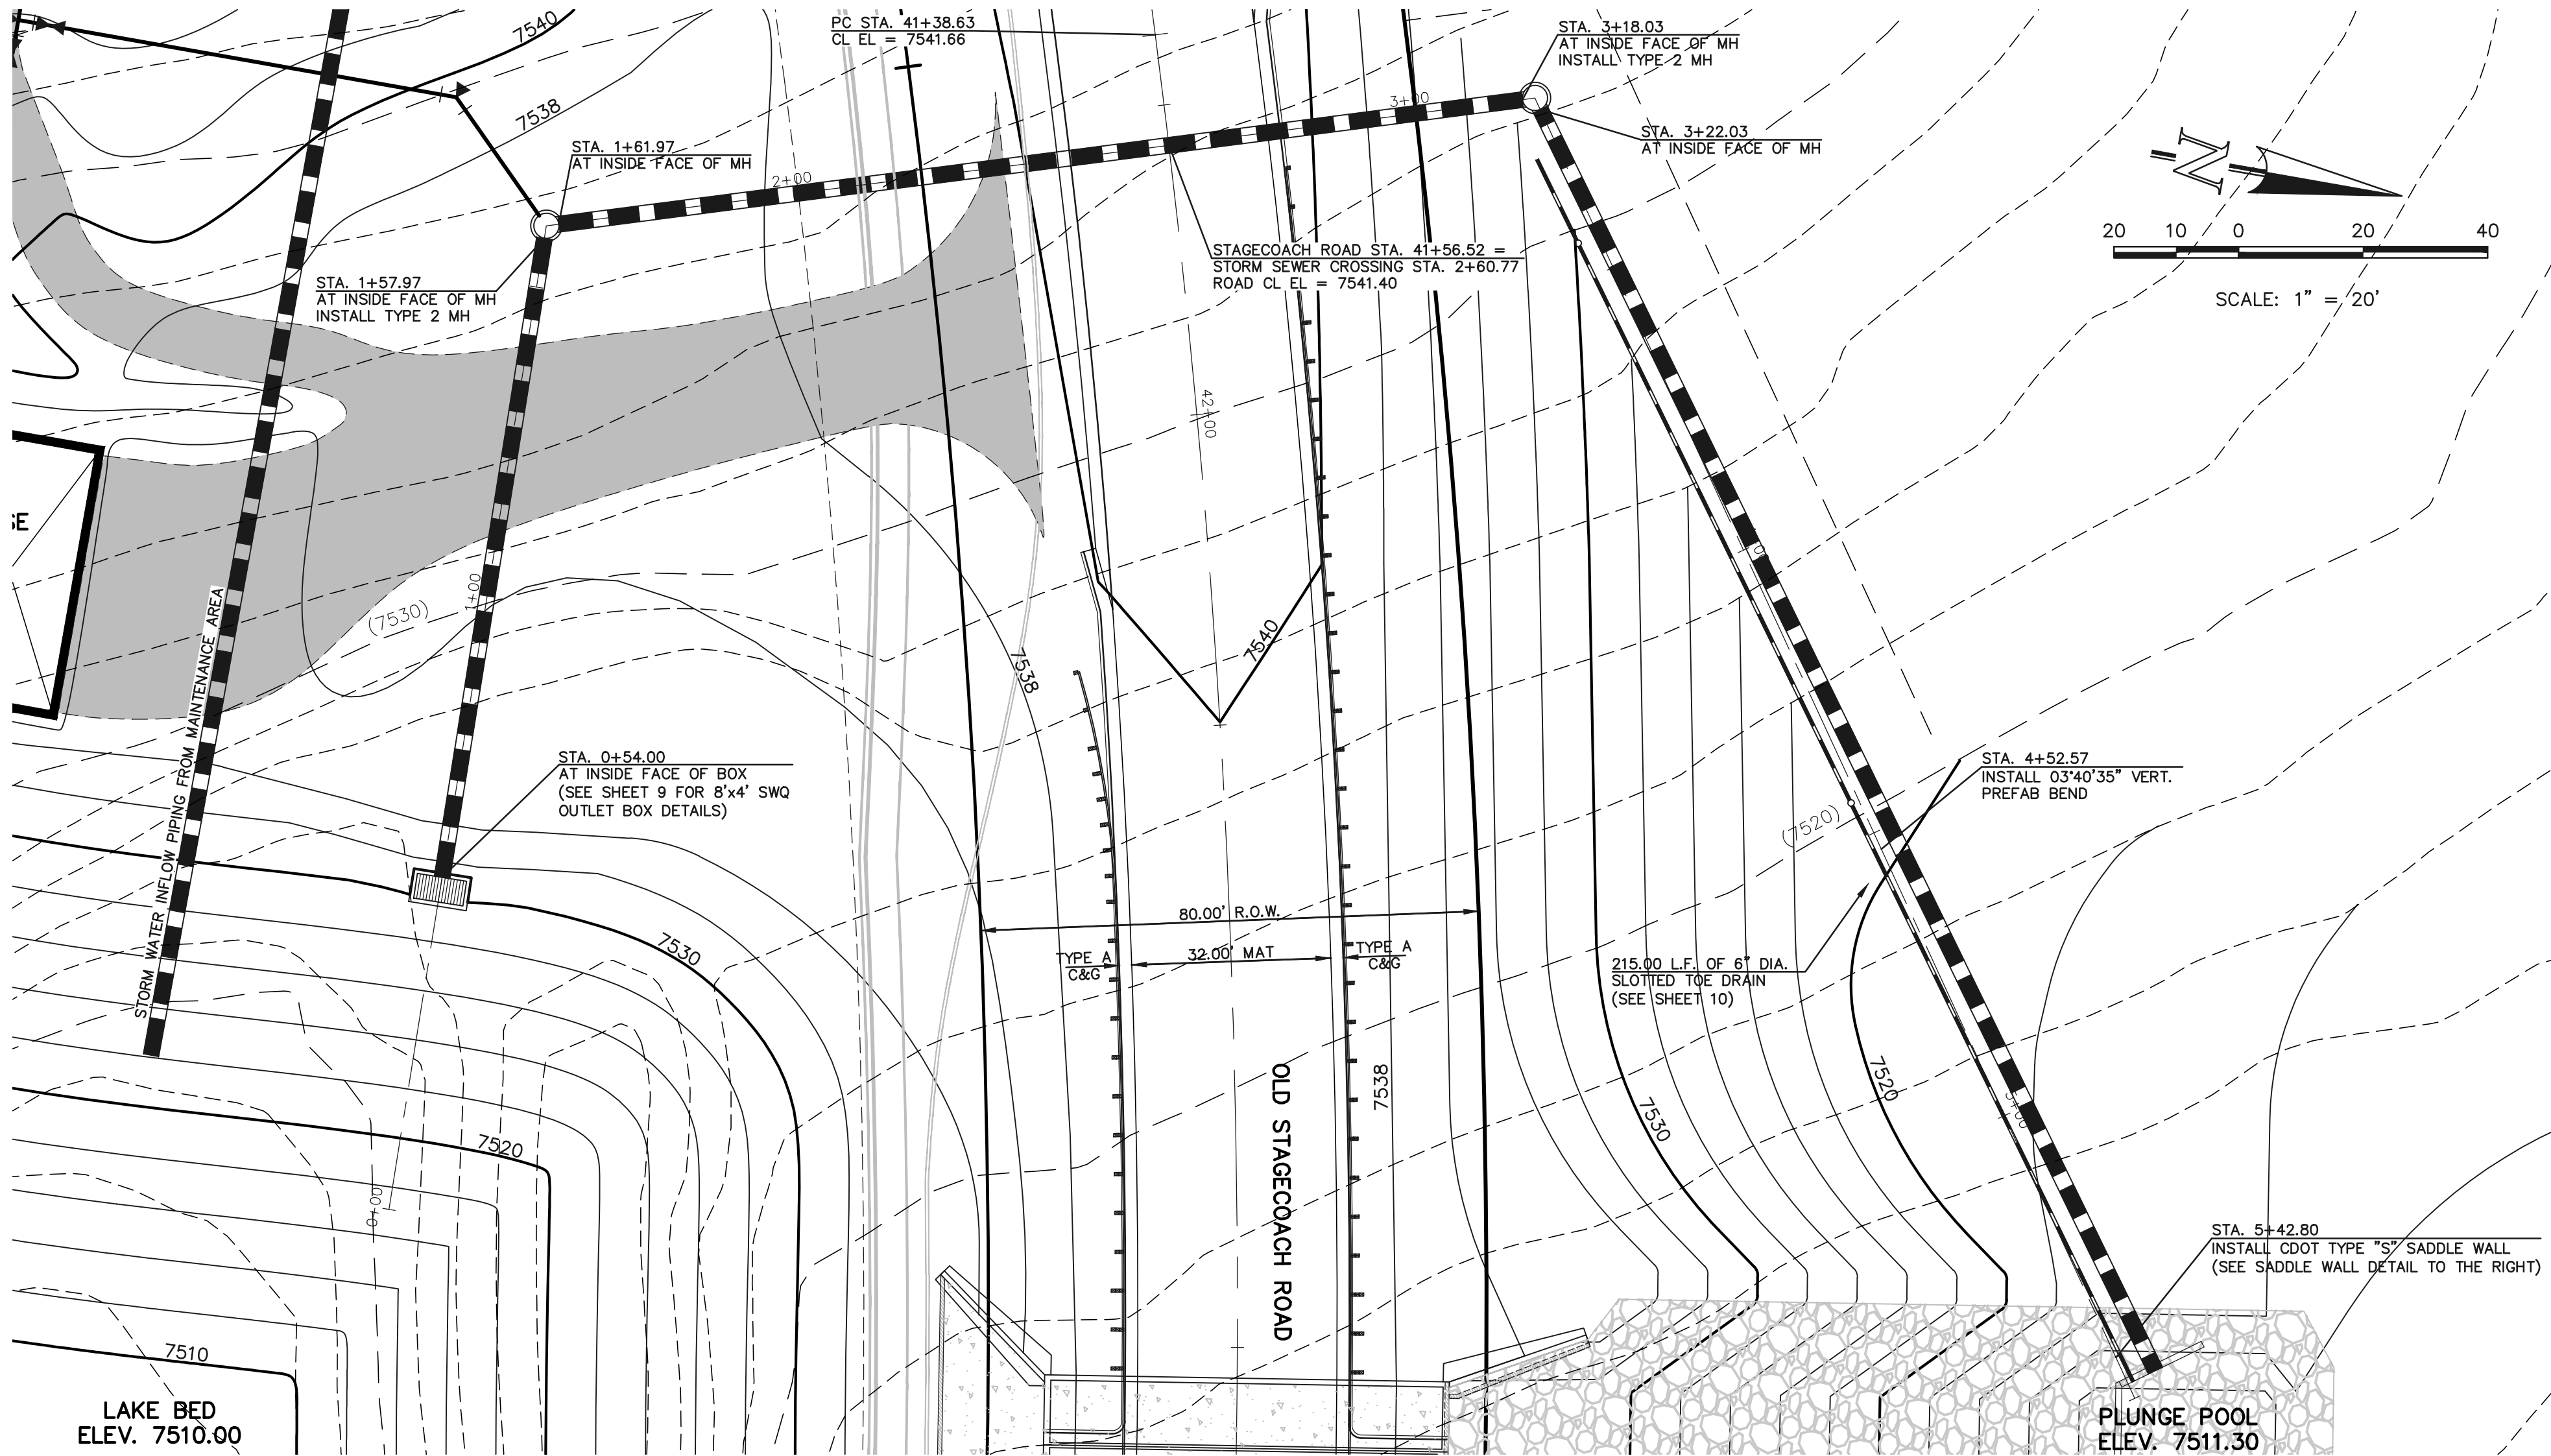 PC STA. 41+38.63
CL EL = 7541.66
STA. 3+18.03
AT INSIDE FACE OF MH
INSTALL TYPE 2 MH
7540
7538
3+00
STA. 3+22.03
AT INSIDE FACE OF MH
STA. 1+61.97
AT INSIDE FACE OF MH
2+00
N
20 10 0 20 40
SCALE: 1" = 20'
STAGECOACH ROAD STA. 41+56.52 =
STORM SEWER CROSSING STA. 2+60.77
ROAD CL EL = 7541.40
STA. 1+57.97
AT INSIDE FACE OF MH
INSTALL TYPE 2 MH
42+00
SE
1+00
(7530)
7538
7540
STORM WATER INFLOW PIPING FROM MAINTENANCE AREA
STA. 0+54.00
AT INSIDE FACE OF BOX
(SEE SHEET 9 FOR 8'x4' SWQ
OUTLET BOX DETAILS)
STA. 4+52.57
INSTALL 03°40'35" VERT.
PREFAB BEND
(7520)
80.00' R.O.W.
7530
TYPE A
C&G
32.00' MAT
TYPE A
C&G
215.00 L.F. OF 6" DIA.
SLOTTED TOE DRAIN
(SEE SHEET 10)
OLD STAGECOACH ROAD
7538
7530
7520
5+00
7520
0+00
STA. 5+42.80
INSTALL CDOT TYPE "S" SADDLE WALL
(SEE SADDLE WALL DETAIL TO THE RIGHT)
7510
LAKE BED
ELEV. 7510.00
PLUNGE POOL
ELEV. 7511.30